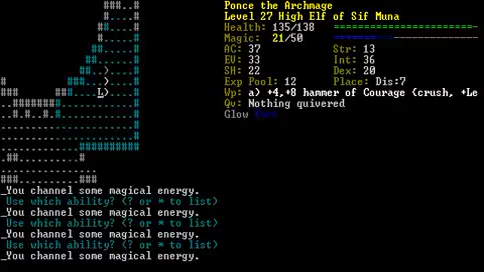 Ponce the Archmage
Level 27 High Elf of Sif Muna
Health: 135/138
Magic: 21/50
AC: 37 Str: 13
EV: 33 Int: 36
SH: 22 Dex: 20
Exp Pool: 12 Place: Dis:7
Wp: a) +4,+8 hammer of Courage {crush, +Le
Qv: Nothing quivered
Glow
_You channel some magical energy.
Use which ability? (? or * to list)
_You channel some magical energy.
Use which ability? (? or * to list)
_You channel some magical energy.
Use which ability? (? or * to list)
_You channel some magical energy.